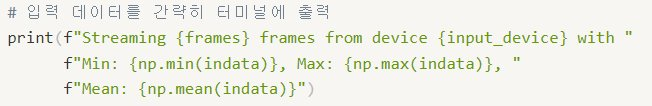 # 입력 데이터를 간략히 터미널에 출력
print(f"Streaming {frames} frames from device {input_device} with "
      f"Min: {np.min(indata)}, Max: {np.max(indata)}, "
      f"Mean: {np.mean(indata)}")